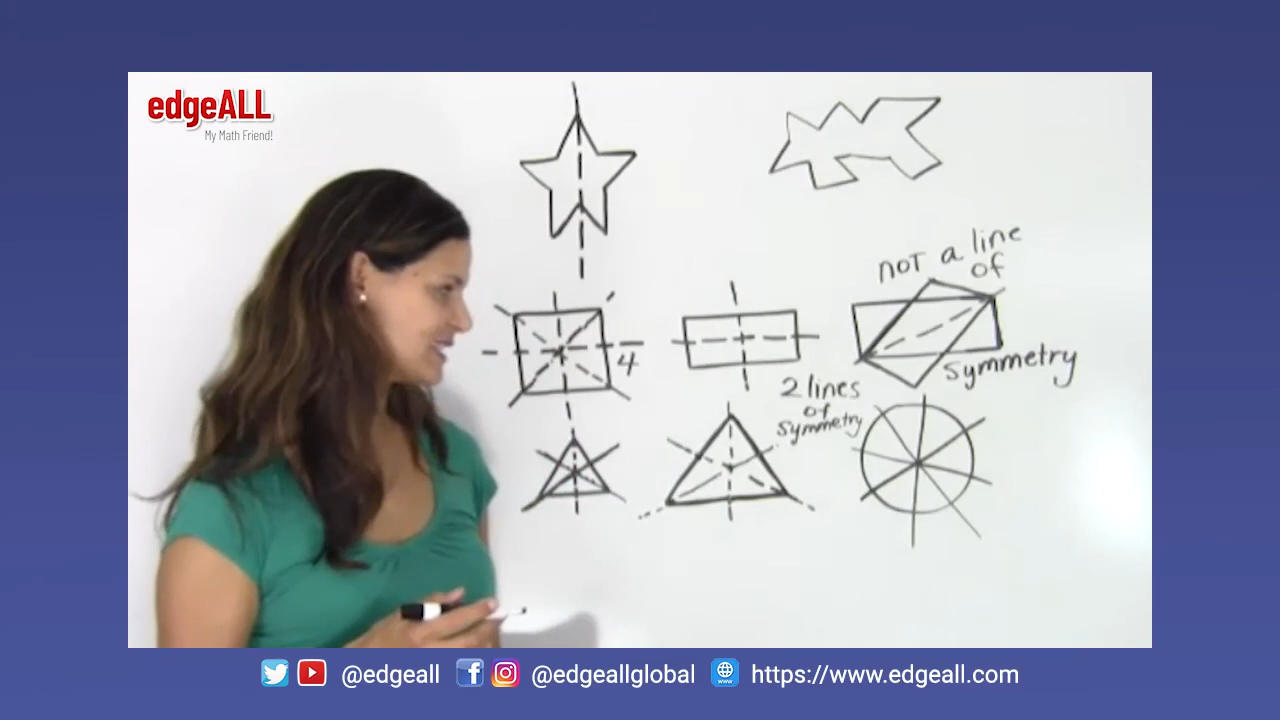 edgeALL
My Math Friend!
not a line
of
symmetry
4
2 lines
of
symmetry
@edgeall
@edgeallglobal
www
https://www.edgeall.com